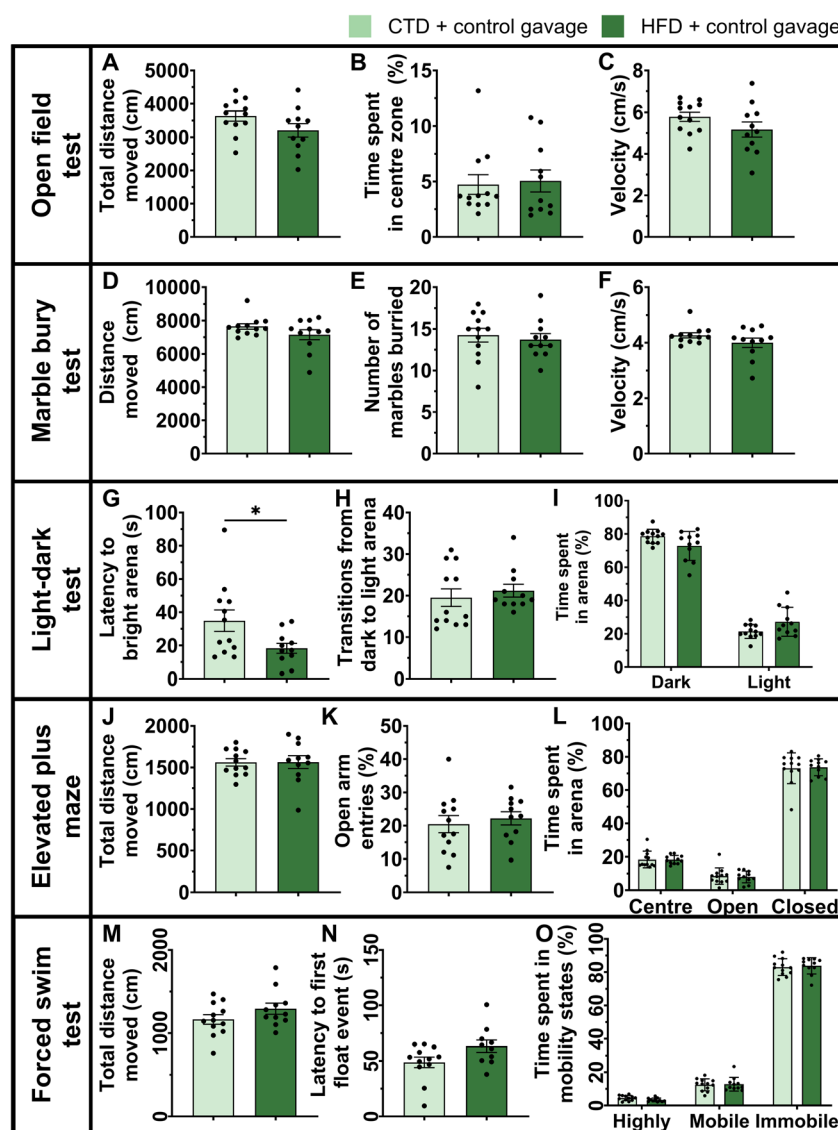 CTD + control gavage HFD + control gavage
Open field
test
A
Total distance
moved (cm)
5000
4000
3000
2000
1000
0
B
Time spent
in centre zone (%)
15
10
5
0
C
Velocity (cm/s)
8
6
4
2
0
Marble bury
test
D
Distance
moved (cm)
10000
8000
6000
4000
2000
0
E
Number of
marbles burried
20
15
10
5
0
F
Velocity (cm/s)
6
4
2
0
Light-dark
test
G
Latency to
bright arena (s)
100
80
60
40
20
0
*
H
Transitions from
dark to light arena
40
30
20
10
0
I
Time spent
in arena (%)
100
80
60
40
20
0
Dark Light
Elevated plus
maze
J
Total distance
moved (cm)
2000
1500
1000
500
0
K
Open arm
entries (%)
50
40
30
20
10
0
L
Time spent
in arena (%)
100
80
60
40
20
0
Centre Open Closed
Forced swim
test
M
Total distance
moved (cm)
2000
1000
0
N
Latency to first
float event (s)
150
100
50
0
O
Time spent in
mobility states (%)
100
80
60
40
20
0
Highly Mobile Immobile